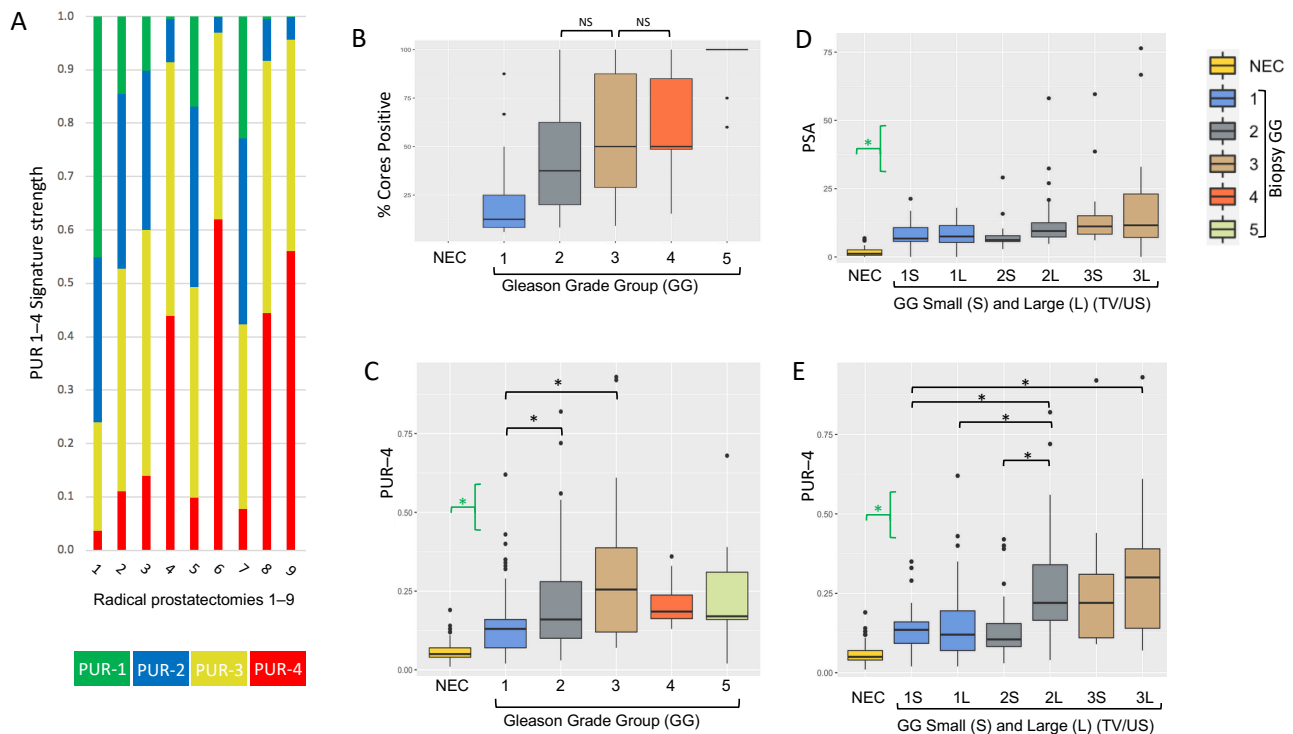 A
PUR 1–4 Signature strength
1.0
0.9
0.8
0.7
0.6
0.5
0.4
0.3
0.2
0.1
0.0
1 2 3 4 5 6 7 8 9
Radical prostatectomies 1–9
PUR-1 PUR-2 PUR-3 PUR-4
B
NS NS
% Cores Positive
100
75
50
25
NEC 1 2 3 4 5
Gleason Grade Group (GG)
C
* *
*
PUR–4
0.75
0.50
0.25
0.00
NEC 1 2 3 4 5
Gleason Grade Group (GG)
D
PSA
75
50
25
0
*
NEC 1S 1L 2S 2L 3S 3L
GG Small (S) and Large (L) (TV/US)
NEC
1
2
3
4
5
Biopsy GG
E
*
*
*
*
*
PUR–4
0.75
0.50
0.25
0.00
NEC 1S 1L 2S 2L 3S 3L
GG Small (S) and Large (L) (TV/US)